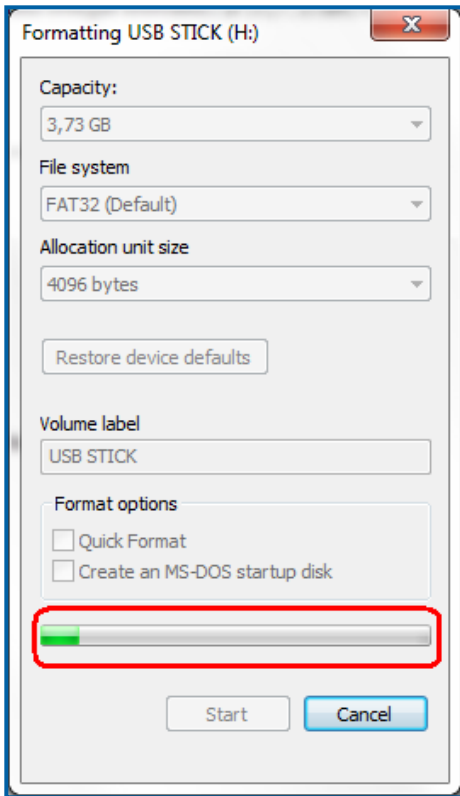 Formatting USB STICK (H:)
Capacity:
3,73 GB
File system
FAT32 (Default)
Allocation unit size
4096 bytes
Restore device defaults
Volume label
USB STICK
Format options
Quick Format
Create an MS-DOS startup disk
Start Cancel